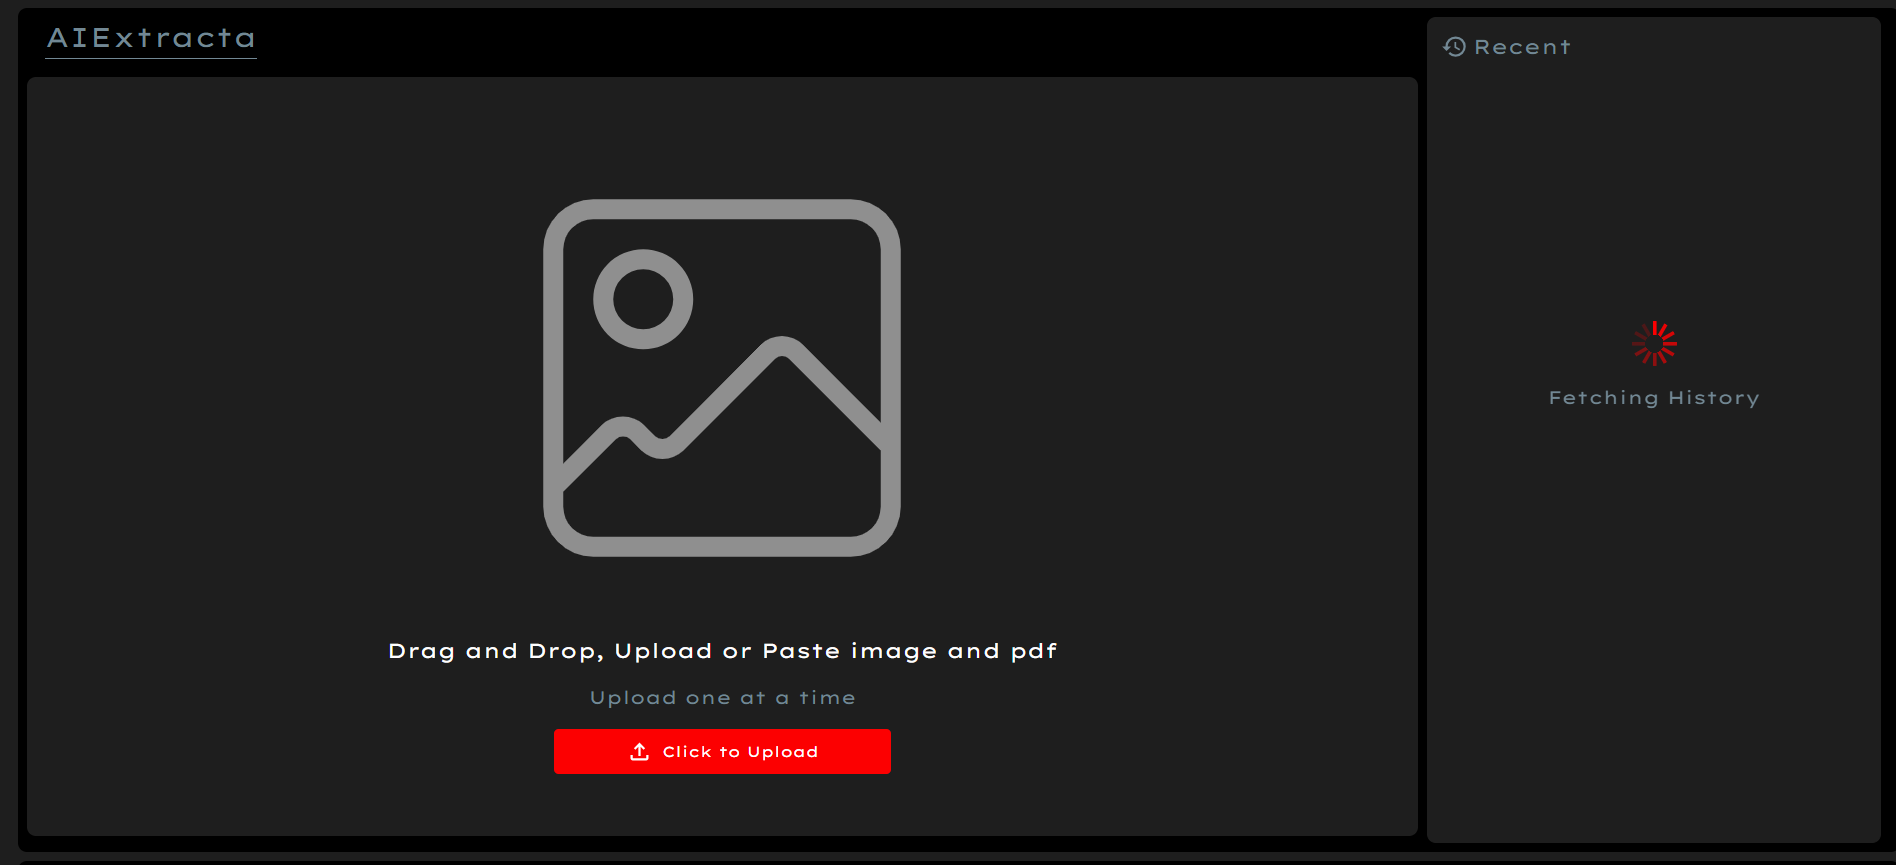 AIExtracta
Recent
Fetching History
Drag and Drop, Upload or Paste image and pdf
Upload one at a time
Click to Upload